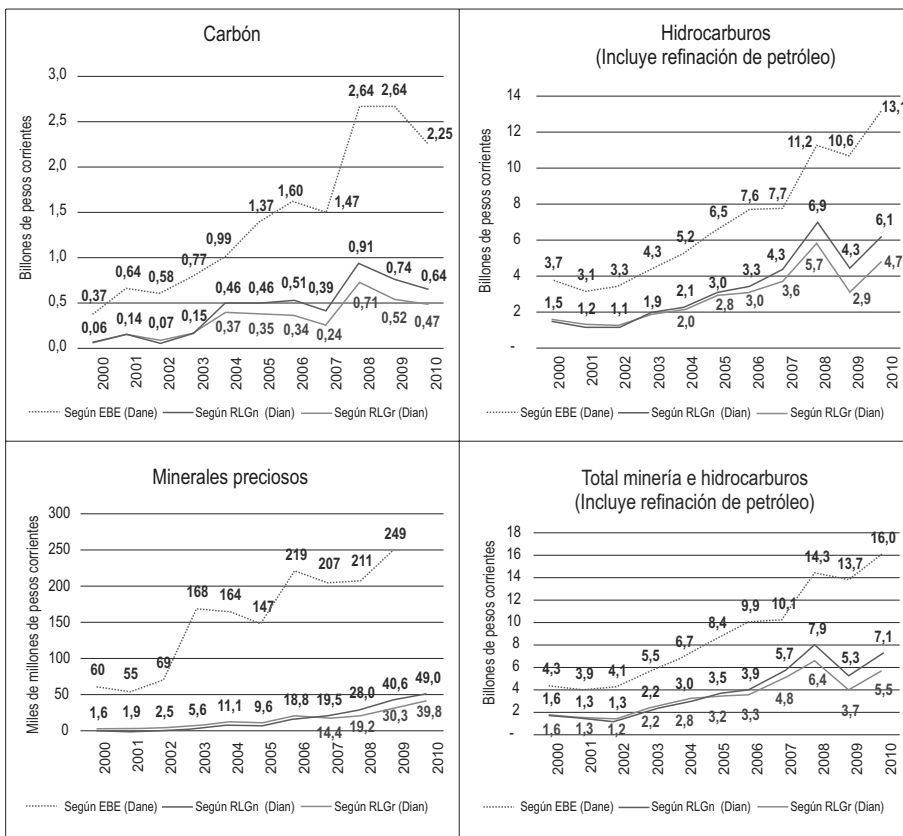 Carbón
Billones de pesos corrientes
3,0
2,5
2,0
1,5
1,0
0,5
0,0
0,37 0,64 0,58 0,77 0,99 1,37 1,60 1,47 2,64 2,64 2,25
0,06 0,14 0,07 0,15 0,46 0,46 0,51 0,39 0,91 0,74 0,64
0,37 0,35 0,34 0,24 0,71 0,52 0,47
2000 2001 2002 2003 2004 2005 2006 2007 2008 2009 2010
Según EBE (Dane) Según RLGn (Dian) Según RLGr (Dian)
Hidrocarburos
(Incluye refinación de petróleo)
Billones de pesos corrientes
14
12
10
8
6
4
2
-
3,7 3,1 3,3 4,3 5,2 6,5 7,6 7,7 11,2 10,6 13,1
1,5 1,2 1,1 1,9 2,1 3,0 3,3 4,3 6,9 4,3 6,1
2,0 2,8 3,0 3,6 5,7 2,9 4,7
2000 2001 2002 2003 2004 2005 2006 2007 2008 2009 2010
Según EBE (Dane) Según RLGn (Dian) Según RLGr (Dian)
Minerales preciosos
Miles de millones de pesos corrientes
300
250
200
150
100
50
0
60 55 69 168 164 147 219 207 211 249
1,6 1,9 2,5 5,6 11,1 9,6 18,8 19,5 28,0 40,6 49,0
14,4 19,2 30,3 39,8
2000 2001 2002 2003 2004 2005 2006 2007 2008 2009 2010
Según EBE (Dane) Según RLGn (Dian) Según RLGr (Dian)
Total minería e hidrocarburos
(Incluye refinación de petróleo)
Billones de pesos corrientes
18
16
14
12
10
8
6
4
2
-
4,3 3,9 4,1 5,5 6,7 8,4 9,9 10,1 14,3 13,7 16,0
1,6 1,3 1,3 2,2 3,0 3,5 3,9 5,7 7,9 5,3 7,1
1,6 1,3 1,2 2,2 2,8 3,2 3,3 4,8 6,4 3,7 5,5
2000 2001 2002 2003 2004 2005 2006 2007 2008 2009 2010
Según EBE (Dane) Según RLGn (Dian) Según RLGr (Dian)